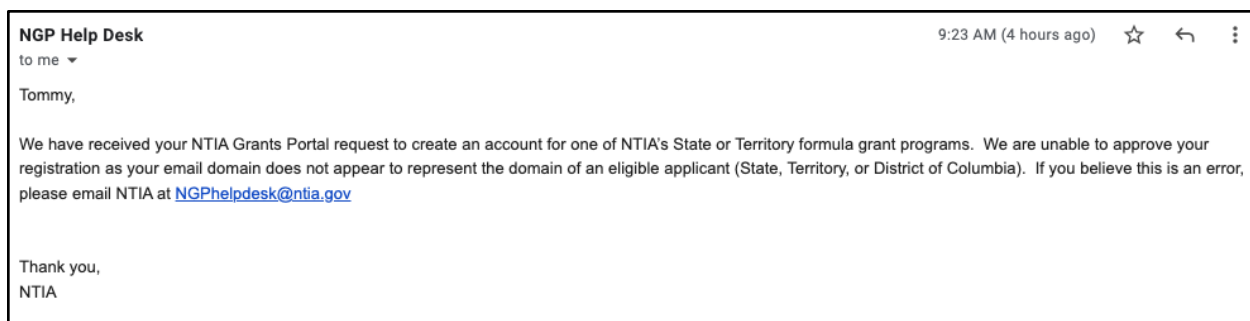 NGP Help Desk
9:23 AM (4 hours ago)
to me
Tommy,
We have received your NTIA Grants Portal request to create an account for one of NTIA's State or Territory formula grant programs.  We are unable to approve your
registration as your email domain does not appear to represent the domain of an eligible applicant (State, Territory, or District of Columbia).  If you believe this is an error,
please email NTIA at NGPhelpdesk@ntia.gov
Thank you,
NTIA